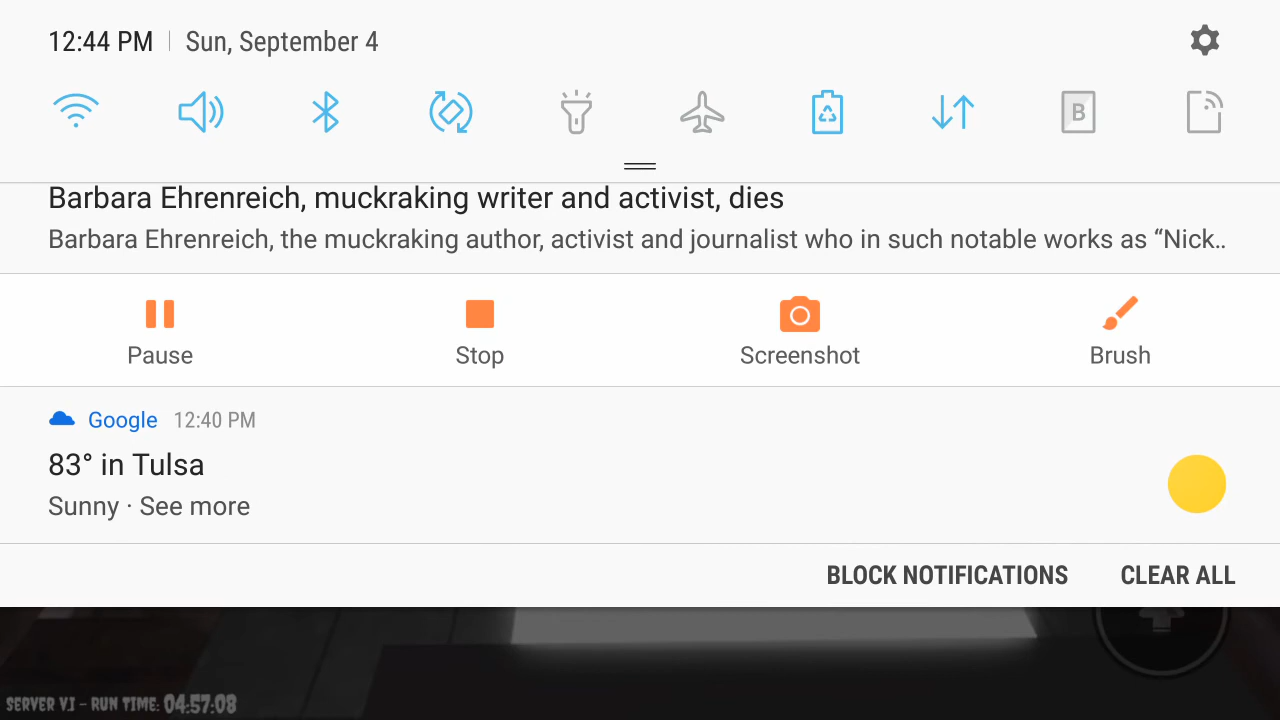 12:44 PM | Sun, September 4
B
Barbara Ehrenreich, muckraking writer and activist, dies
Barbara Ehrenreich, the muckraking author, activist and journalist who in such notable works as “Nick..
Pause Stop Screenshot Brush
Google 12:40 PM
83° in Tulsa
Sunny · See more
BLOCK NOTIFICATIONS CLEAR ALL
SERVER V.I – RUN TIME: 04:57:08